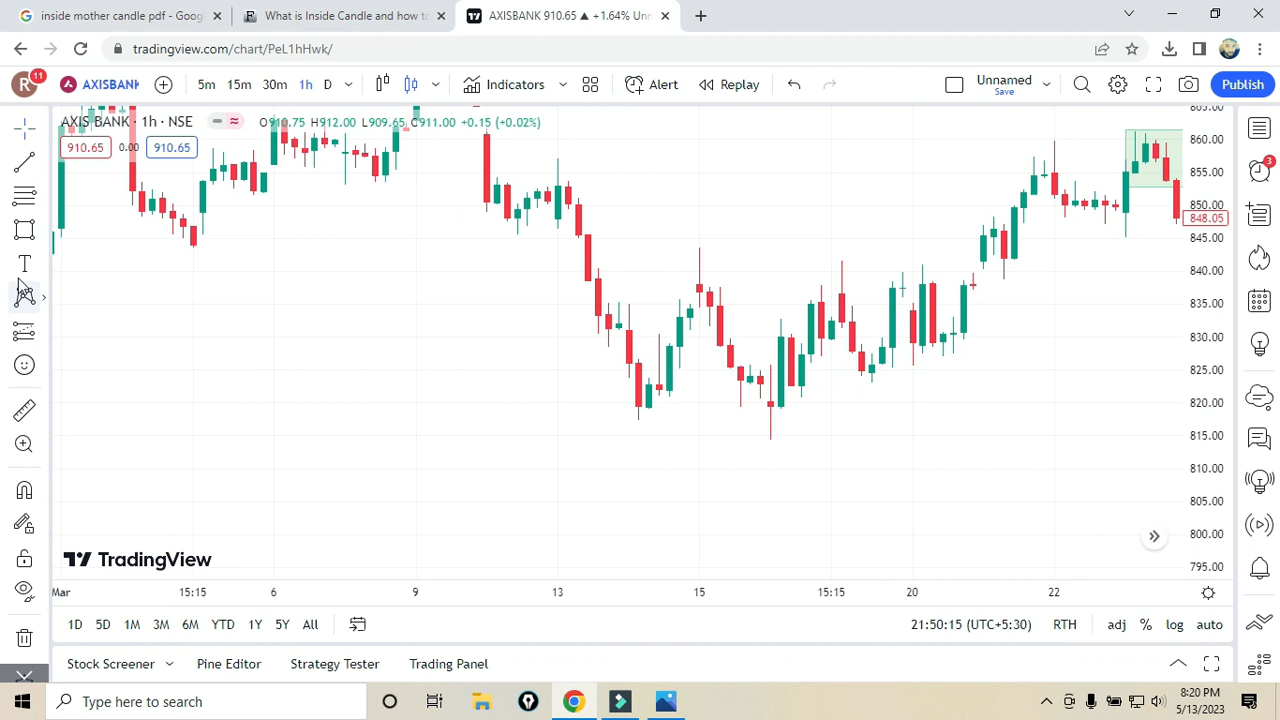 inside mother candle pdf - Goog
What is Inside Candle and how to
AXISBANK 910.65 ▲ +1.64% Unn
tradingview.com/chart/PeL1hHwk/
R 11
AXISBANK
5m 15m 30m 1h D
Indicators
Alert
Replay
Unnamed
Save
Publish
AXIS BANK · 1h · NSE
O910.75 H912.00 L909.65 C911.00 +0.15 (+0.02%)
910.65 0.00 910.65
865.00
860.00
855.00
850.00
848.05
845.00
840.00
835.00
830.00
825.00
820.00
815.00
810.00
805.00
800.00
795.00
3
TradingView
Mar 15:15 6 9 13 15 15:15 20 22
1D 5D 1M 3M 6M YTD 1Y 5Y All
21:50:15 (UTC+5:30) RTH adj % log auto
Stock Screener Pine Editor Strategy Tester Trading Panel
Type here to search
8:20 PM
5/13/2023